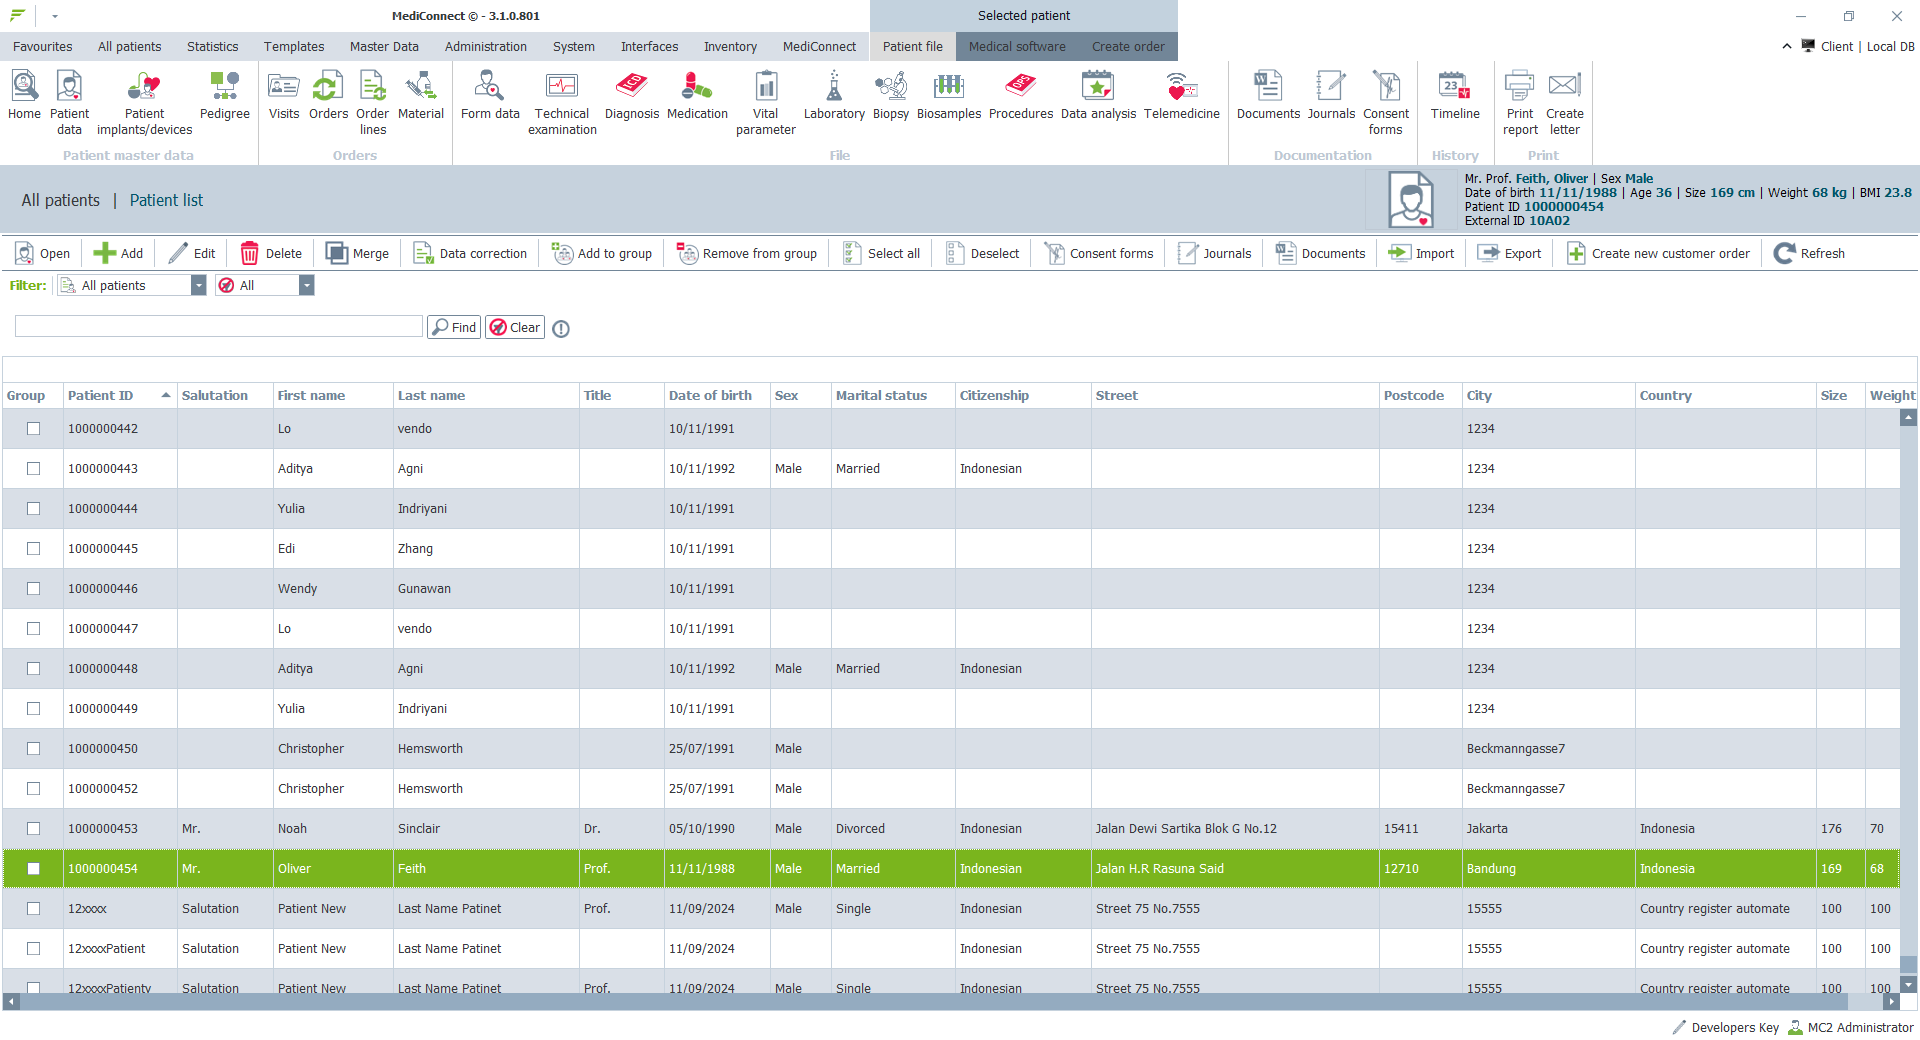 MediConnect © - 3.1.0.801
Selected patient
Favourites All patients Statistics Templates Master Data Administration System Interfaces Inventory MediConnect Patient file Medical software Create order Client | Local DB
Home Patient data Patient implants/devices Pedigree Visits Orders Order lines Material Form data Technical examination Diagnosis Medication Vital parameter Laboratory Biopsy Biosamples Procedures Data analysis Telemedicine Documents Journals Consent forms Timeline Print report Create letter
Patient master data Orders File Documentation History Print
All patients | Patient list
Mr. Prof. Feith, Oliver | Sex Male
Date of birth 11/11/1988 | Age 36 | Size 169 cm | Weight 68 kg | BMI 23.8
Patient ID 1000000454
External ID 10A02
Open Add Edit Delete Merge Data correction Add to group Remove from group Select all Deselect Consent forms Journals Documents Import Export Create new customer order Refresh
Filter: All patients All
Find Clear
Group Patient ID Salutation First name Last name Title Date of birth Sex Marital status Citizenship Street Postcode City Country Size Weight
1000000442 Lo vendo 10/11/1991 1234
1000000443 Aditya Agni 10/11/1992 Male Married Indonesian 1234
1000000444 Yulia Indriyani 10/11/1991 1234
1000000445 Edi Zhang 10/11/1991 1234
1000000446 Wendy Gunawan 10/11/1991 1234
1000000447 Lo vendo 10/11/1991 1234
1000000448 Aditya Agni 10/11/1992 Male Married Indonesian 1234
1000000449 Yulia Indriyani 10/11/1991 1234
1000000450 Christopher Hemsworth 25/07/1991 Male Beckmanngasse7
1000000452 Christopher Hemsworth 25/07/1991 Male Beckmanngasse7
1000000453 Mr. Noah Sinclair Dr. 05/10/1990 Male Divorced Indonesian Jalan Dewi Sartika Blok G No.12 15411 Jakarta Indonesia 176 70
1000000454 Mr. Oliver Feith Prof. 11/11/1988 Male Married Indonesian Jalan H.R Rasuna Said 12710 Bandung Indonesia 169 68
12xxxx Salutation Patient New Last Name Patinet Prof. 11/09/2024 Male Single Indonesian Street 75 No.7555 15555 Country register automate 100 100
12xxxxPatient Salutation Patient New Last Name Patinet 11/09/2024 Indonesian Street 75 No.7555 15555 Country register automate 100 100
12xxxxPatienty Salutation Patient New Last Name Patinet Prof. 11/09/2024 Male Single Indonesian Street 75 No.7555 15555 Country register automate 100 100
Developers Key MC2 Administrator